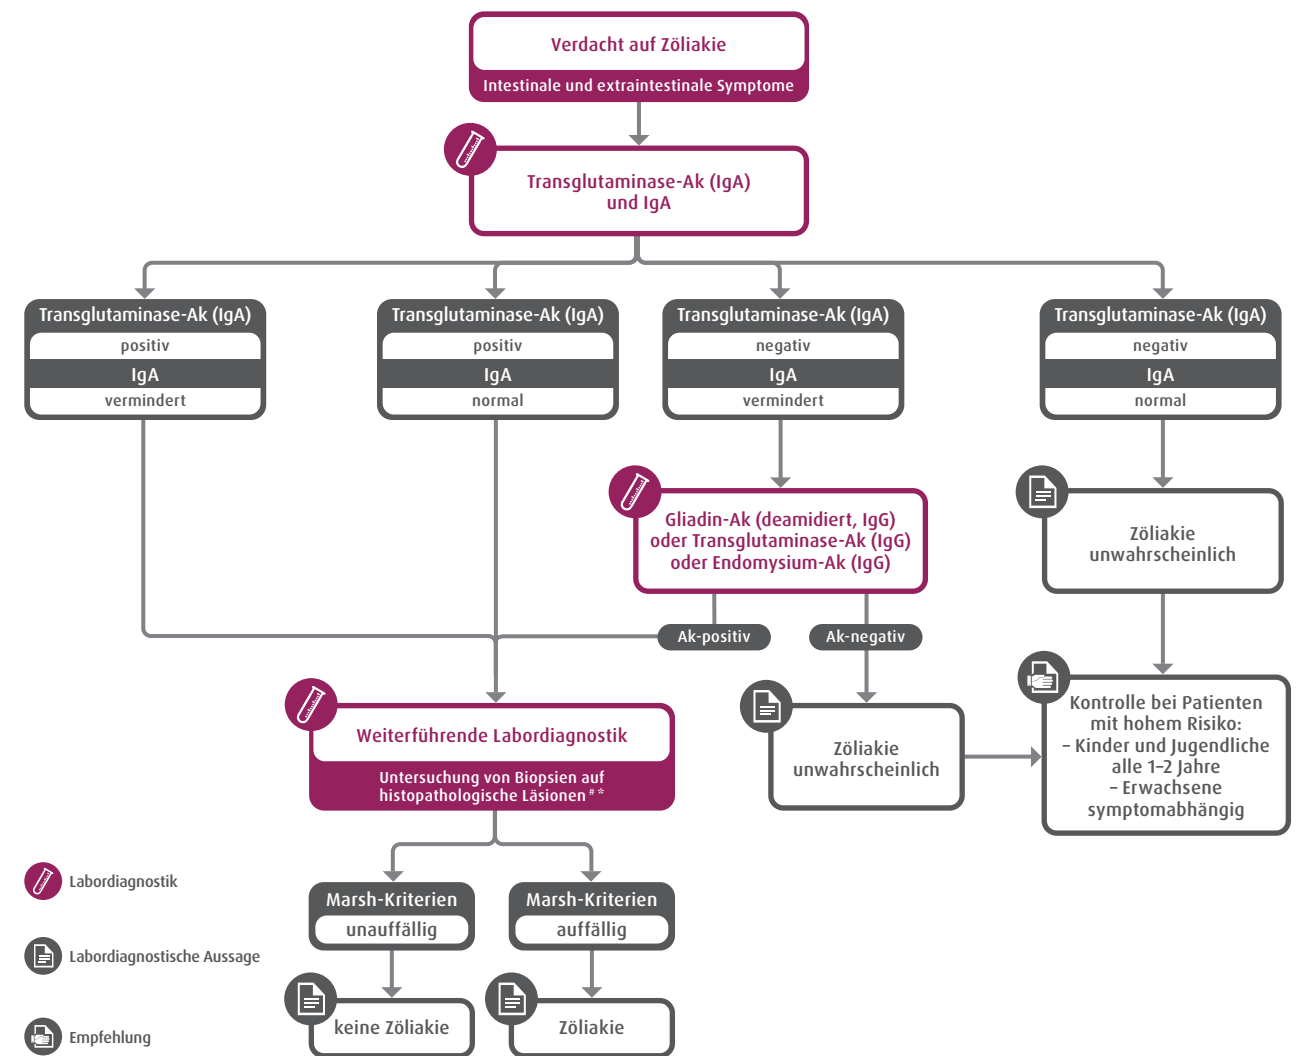 Verdacht auf Zöliakie
Intestinale und extraintestinale Symptome
Transglutaminase-Ak (IgA)
und IgA
Transglutaminase-Ak (IgA)
positiv
IgA
vermindert
Transglutaminase-Ak (IgA)
positiv
IgA
normal
Transglutaminase-Ak (IgA)
negativ
IgA
vermindert
Transglutaminase-Ak (IgA)
negativ
IgA
normal
Gliadin-Ak (deamidiert, IgG)
oder Transglutaminase-Ak (IgG)
oder Endomysium-Ak (IgG)
Zöliakie
unwahrscheinlich
Ak-positiv
Ak-negativ
Weiterführende Labordiagnostik
Untersuchung von Biopsien auf
histopathologische Läsionen # *
Zöliakie
unwahrscheinlich
Kontrolle bei Patienten
mit hohem Risiko:
– Kinder und Jugendliche
alle 1–2 Jahre
– Erwachsene
symptomabhängig
Marsh-Kriterien
unauffällig
Marsh-Kriterien
auffällig
keine Zöliakie
Zöliakie
Labordiagnostik
Labordiagnostische Aussage
Empfehlung